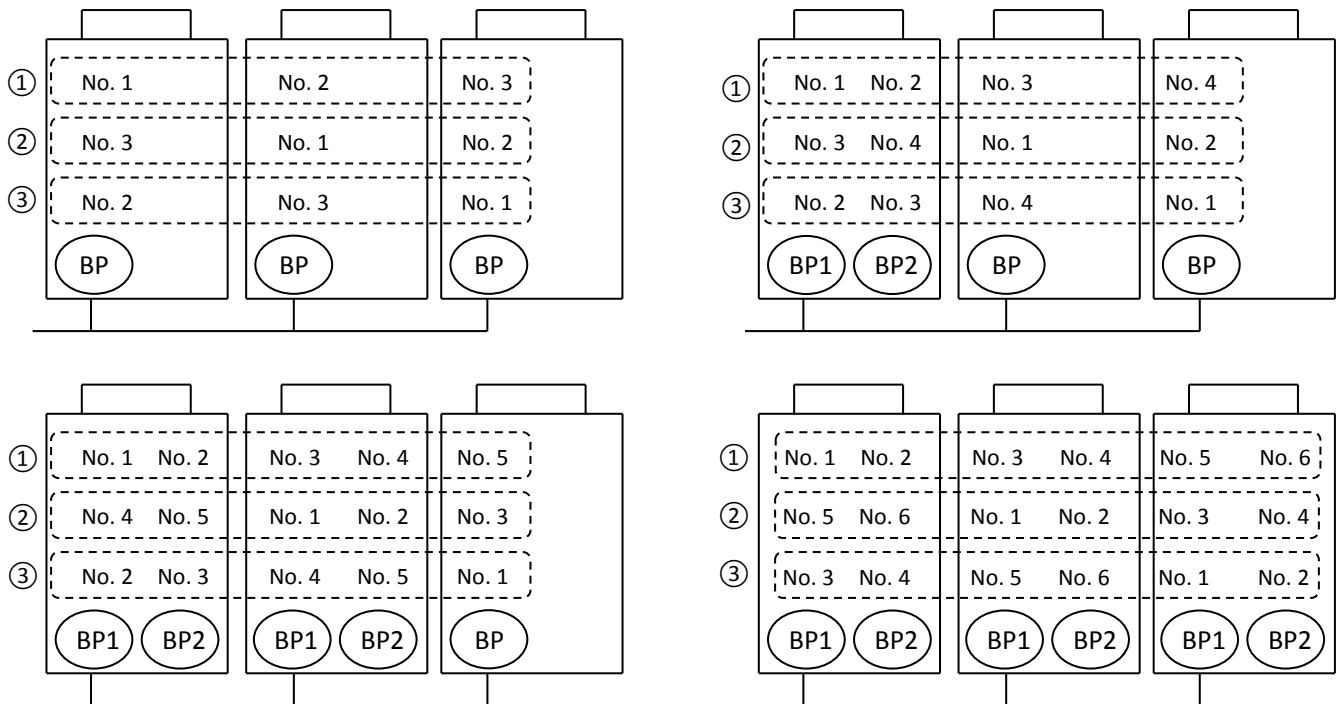 ① No. 1 No. 2 No. 3
② No. 3 No. 1 No. 2
③ No. 2 No. 3 No. 1
BP BP BP
① No. 1 No. 2 No. 3 No. 4
② No. 3 No. 4 No. 1 No. 2
③ No. 2 No. 3 No. 4 No. 1
BP1 BP2 BP BP
① No. 1 No. 2 No. 3 No. 4 No. 5
② No. 4 No. 5 No. 1 No. 2 No. 3
③ No. 2 No. 3 No. 4 No. 5 No. 1
BP1 BP2 BP1 BP2 BP
① No. 1 No. 2 No. 3 No. 4 No. 5 No. 6
② No. 5 No. 6 No. 1 No. 2 No. 3 No. 4
③ No. 3 No. 4 No. 5 No. 6 No. 1 No. 2
BP1 BP2 BP1 BP2 BP1 BP2